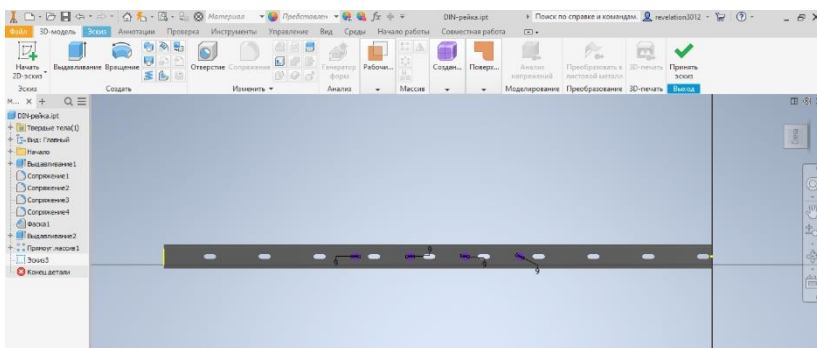 Материал Представлен fx DIN-рейка.ipt Поиск по справке и командам. revelation3012
Файл 3D-модель Эскиз Аннотации Проверка Инструменты Управление Вид Среды Начало работы Совместная работа
Начать 2D-эскиз Выдавливание Вращение Отверстие Сопряжение Генератор формы Рабочи... Создан... Поверх... Анализ напряжений Преобразовать в листовой металл 3D-печать Принять эскиз
Эскиз Создать Изменить Анализ Массив Моделирование Преобразование 3D-печать Выход
М...
DIN-рейка.ipt
Твердые тела(1)
Вид: Главный
Начало
Выдавливание1
Сопряжение1
Сопряжение2
Сопряжение3
Сопряжение4
Фаска1
Выдавливание2
Прямоуг.массив1
Эскиз3
Конец детали
9
9
6
9